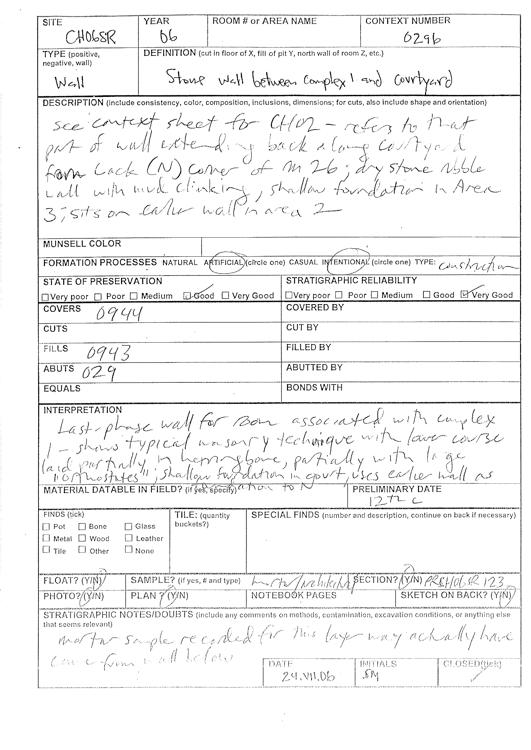 SITE YEAR ROOM # or AREA NAME CONTEXT NUMBER
CH06SR 06 0296
TYPE (positive, negative, wall) DEFINITION (cut in floor of X, fill of pit Y, north wall of room Z, etc.)
Wall Stone wall between complex 1 and courtyard
DESCRIPTION (include consistency, color, composition, inclusions, dimensions; for cuts, also include shape and orientation)
see context sheet for CH02 - refers to that
part of wall extending back along courtyard
from back (N) corner of m 26; dry stone rubble
wall with mud chinking, shallow foundation in Area
3; sits on earlier wall in area 2
MUNSELL COLOR
FORMATION PROCESSES NATURAL ARTIFICIAL (circle one) CASUAL INTENTIONAL (circle one) TYPE: construction
STATE OF PRESERVATION STRATIGRAPHIC RELIABILITY
Very poor Poor Medium Good Very Good Very poor Poor Medium Good Very Good
COVERS 0944 COVERED BY
CUTS CUT BY
FILLS 0943 FILLED BY
ABUTS 029 ABUTTED BY
EQUALS BONDS WITH
INTERPRETATION
Last-phase wall for room associated with complex
1 - shows typical masonry technique with lower course
laid partially in herringbone, partially with large
"orthostates"; shallow foundation in court, uses earlier wall as
foundation to N
MATERIAL DATABLE IN FIELD? (if yes, specify) PRELIMINARY DATE
12th C
FINDS (tick) TILE: (quantity buckets?) SPECIAL FINDS (number and description, continue on back if necessary)
Pot Bone Glass
Metal Wood Leather
Tile Other None
FLOAT? (Y/N) SAMPLE? (if yes, # and type) mortar SECTION? (Y/N) 123
PHOTO? (Y/N) PLAN? (Y/N) NOTEBOOK PAGES SKETCH ON BACK? (Y/N)
STRATIGRAPHIC NOTES/DOUBTS (include any comments on methods, contamination, excavation conditions, or anything else
that seems relevant)
mortar sample recorded for this layer may actually have
come from wall below
DATE INITIALS CLOSED(tick)
24.VII.06 SM